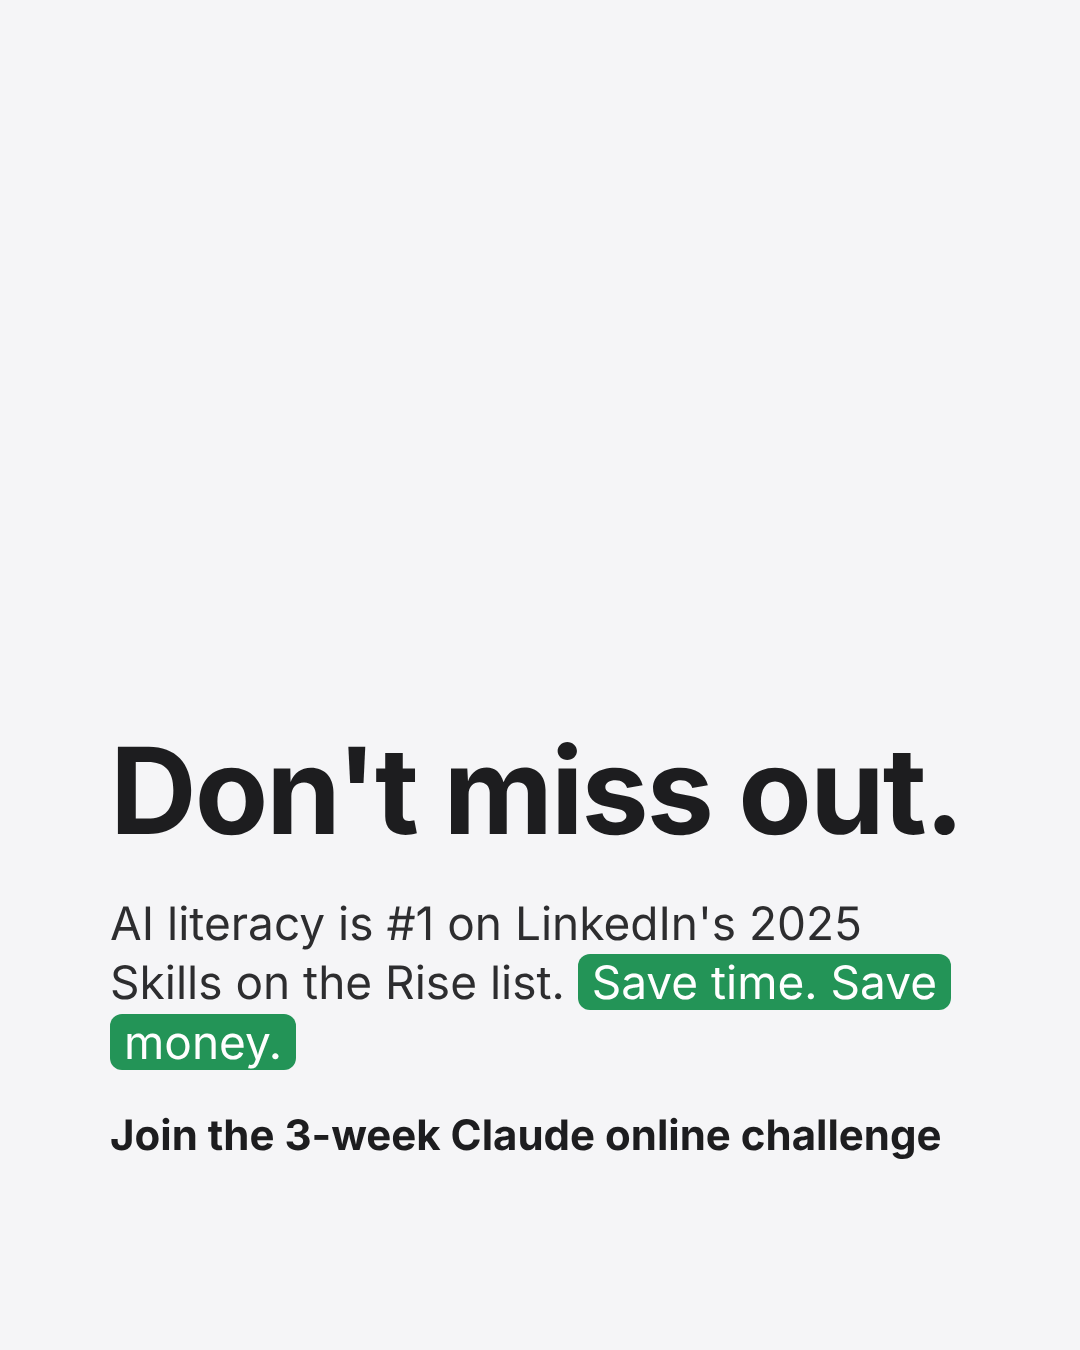 Don't miss out.
AI literacy is #1 on LinkedIn's 2025
Skills on the Rise list. Save time. Save
money.
Join the 3-week Claude online challenge